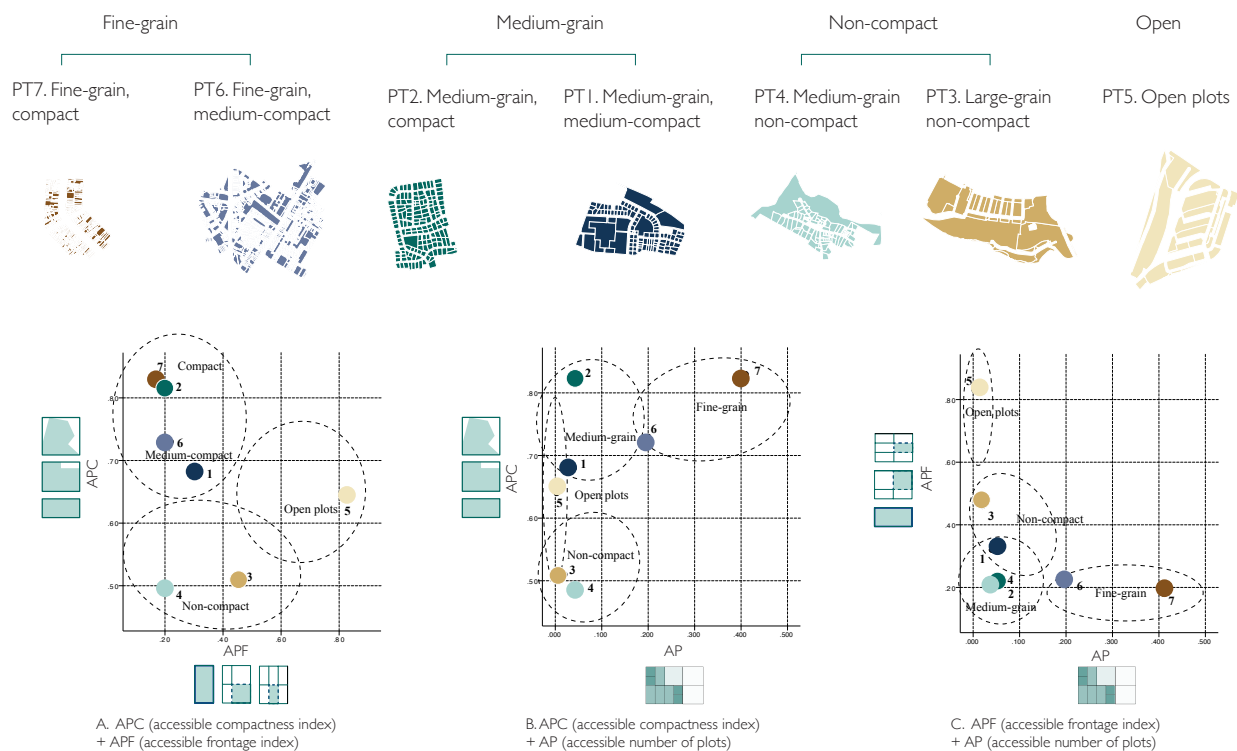 Fine-grain
Medium-grain
Non-compact
Open
PT7. Fine-grain,
compact
PT6. Fine-grain,
medium-compact
PT2. Medium-grain,
compact
PT1. Medium-grain,
medium-compact
PT4. Medium-grain
non-compact
PT3. Large-grain
non-compact
PT5. Open plots
7
Compact
2
.80
6
Medium-compact
1
.70
APC
Open plots
5
.60
3
.50
4
Non-compact
.20
.40
.60
.80
APF
A. APC (accessible compactness index)
+ APF (accessible frontage index)
2
7
.80
Fine-grain
6
Medium-grain
1
.70
APC
Open plots
5
.60
Non-compact
3
.50
4
.000
.100
.200
.300
.400
.500
AP
B. APC (accessible compactness index)
+ AP (accessible number of plots)
5
.80
Open plots
.60
APF
3
Non-compact
.40
1
4
.20
2
6
Fine-grain
7
Medium-grain
.000
.100
.200
.300
.400
.500
AP
C. APF (accessible frontage index)
+ AP (accessible number of plots)